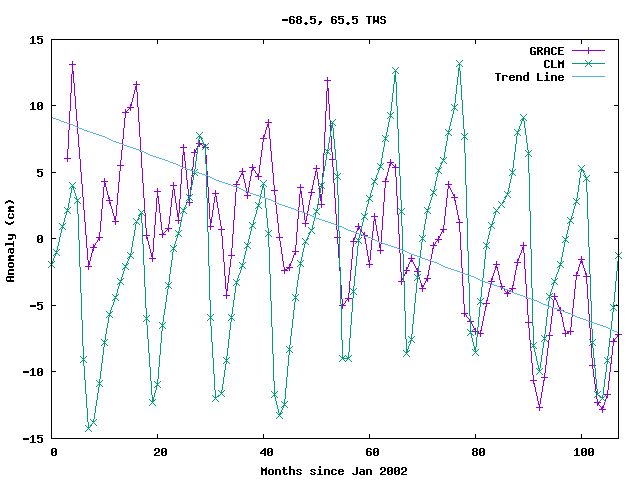 -68.5, 65.5 TWS
GRACE
CLM
Trend Line
15
10
5
0
-5
-10
-15
Anomaly (cm)
0 20 40 60 80 100
Months since Jan 2002